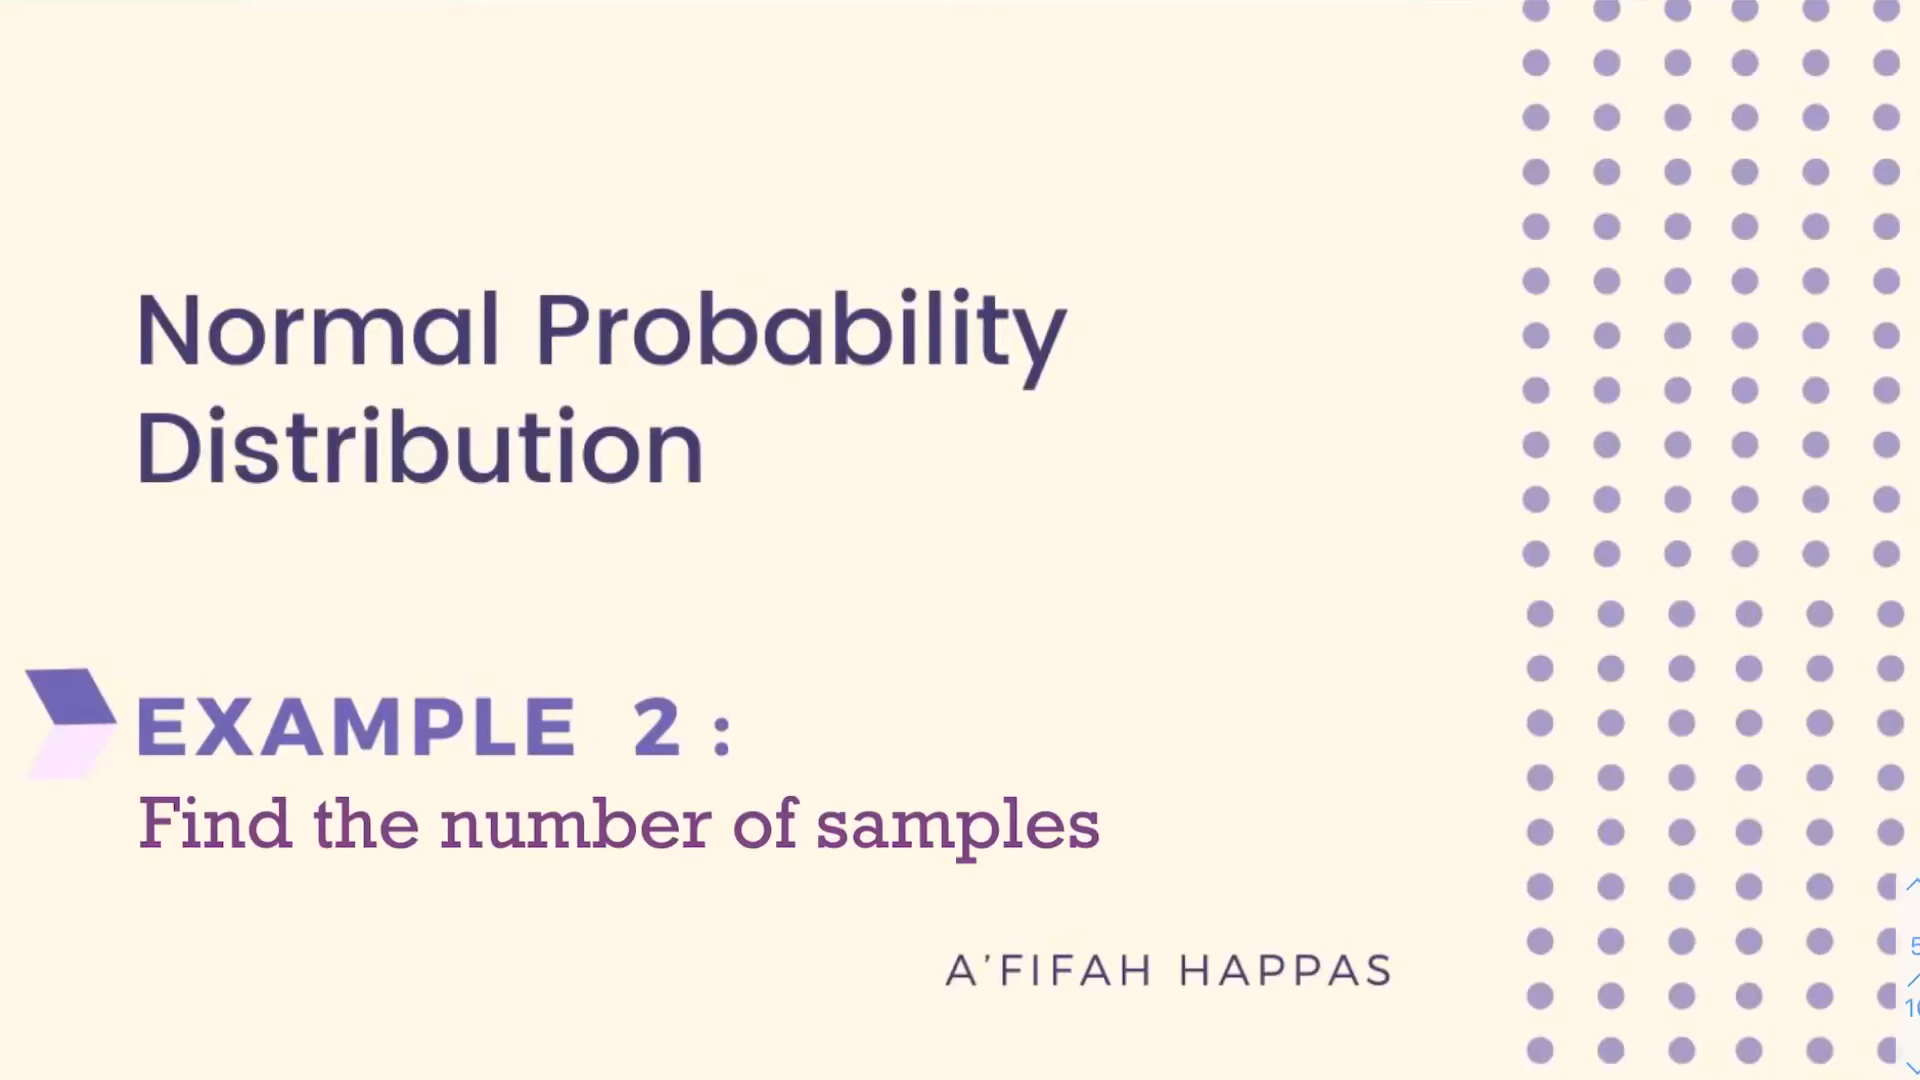 Normal Probability
Distribution
EXAMPLE 2 :
Find the number of samples
A'FIFAH HAPPAS